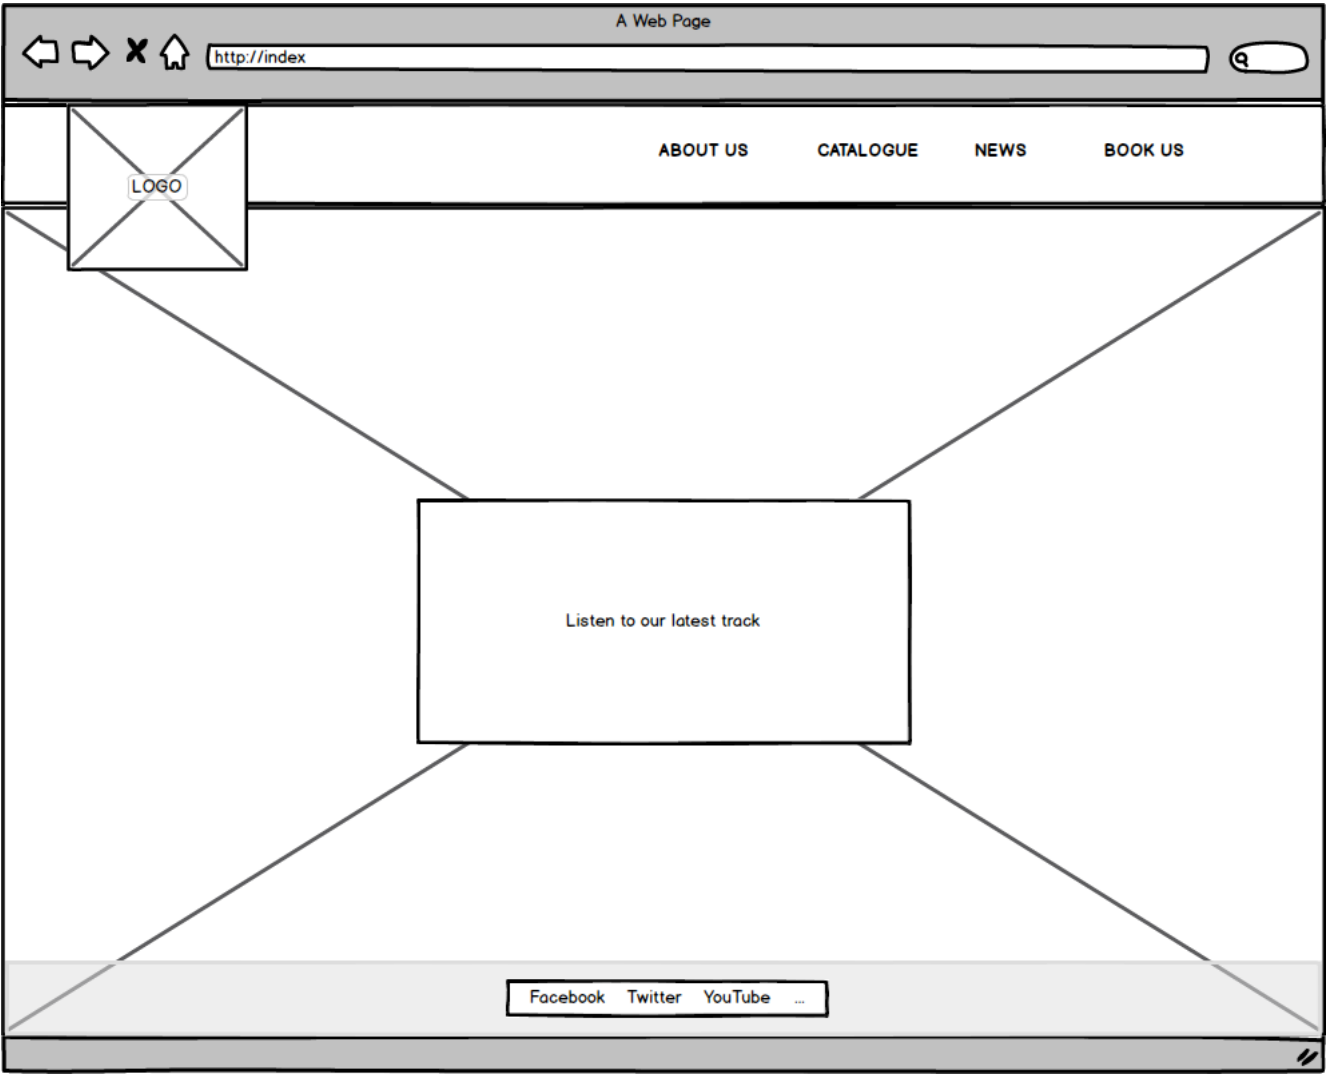 A Web Page
http://index
LOGO
ABOUT US CATALOGUE NEWS BOOK US
Listen to our latest track
Facebook Twitter YouTube ...